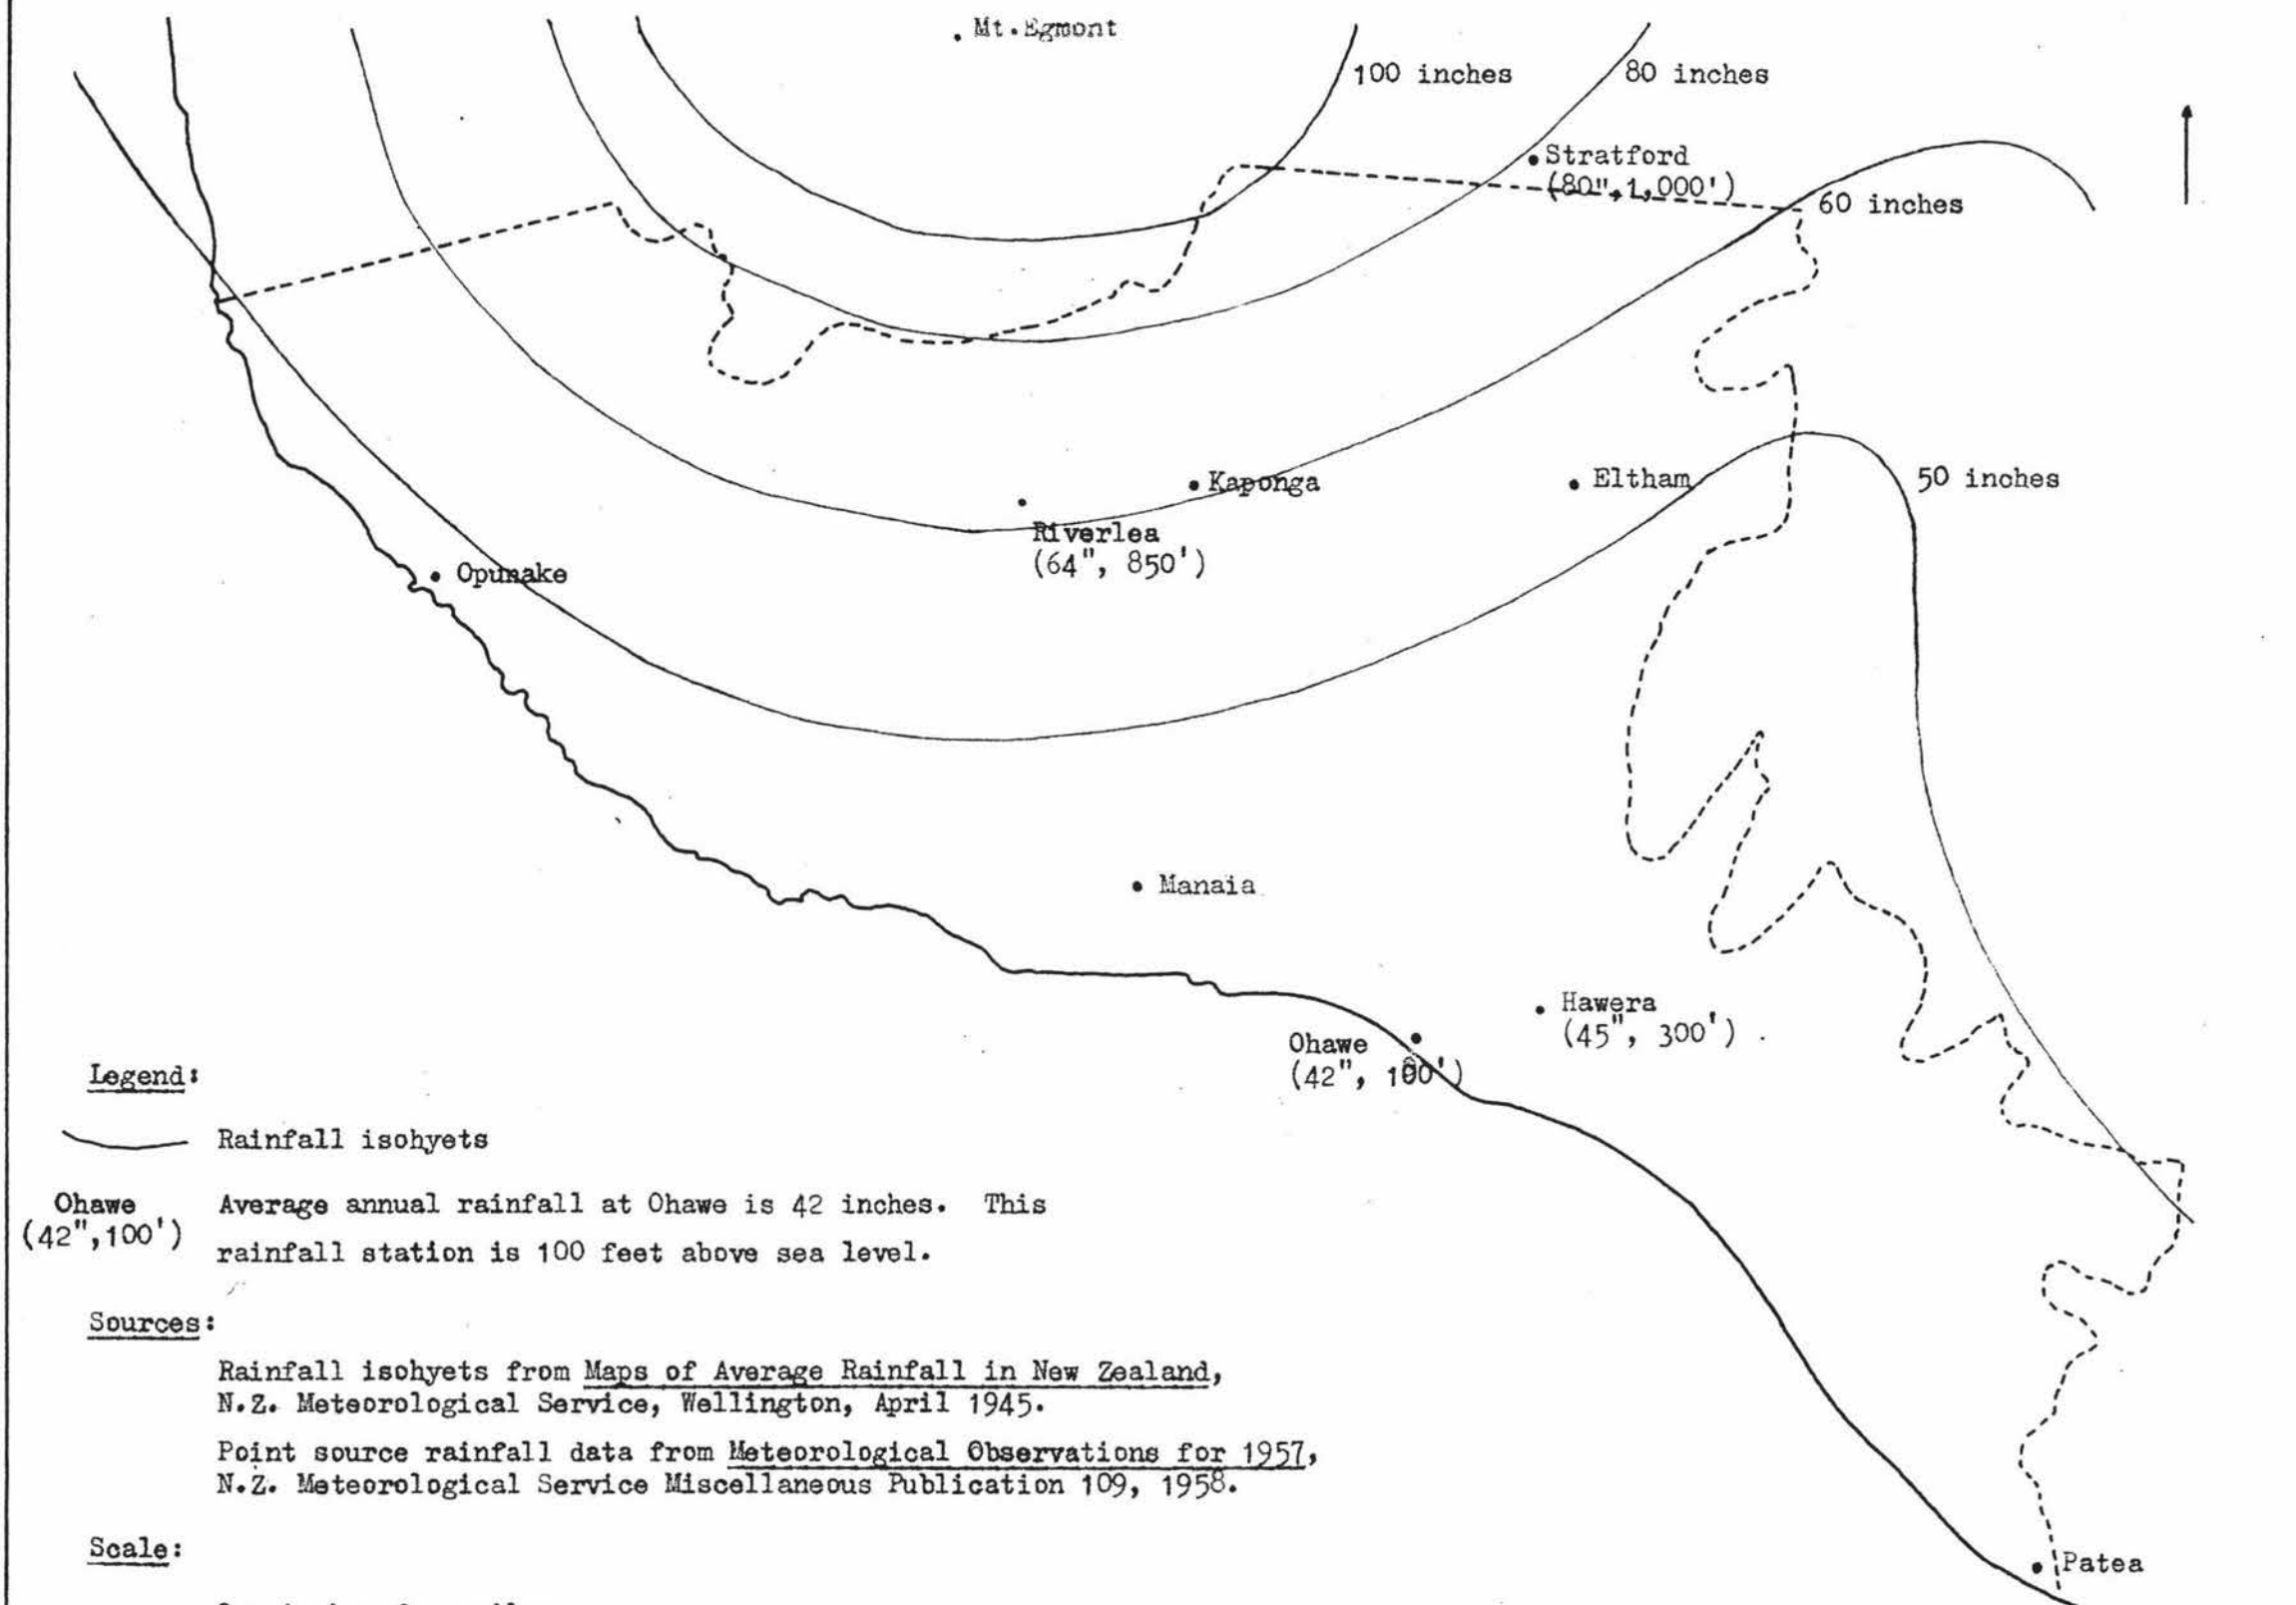 Mt.Egmont
100 inches
80 inches
Stratford
(80",1,000')
60 inches
Kaponga
Eltham
50 inches
Riverlea
(64", 850')
Opunake
Manaia
Hawera
(45", 300')
Ohawe
(42", 100')
Legend:
Rainfall isohyets
Ohawe
(42",100')
Average annual rainfall at Ohawe is 42 inches. This
rainfall station is 100 feet above sea level.
Sources:
Rainfall isohyets from Maps of Average Rainfall in New Zealand,
N.Z. Meteorological Service, Wellington, April 1945.
Point source rainfall data from Meteorological Observations for 1957,
N.Z. Meteorological Service Miscellaneous Publication 109, 1958.
Scale:
Patea